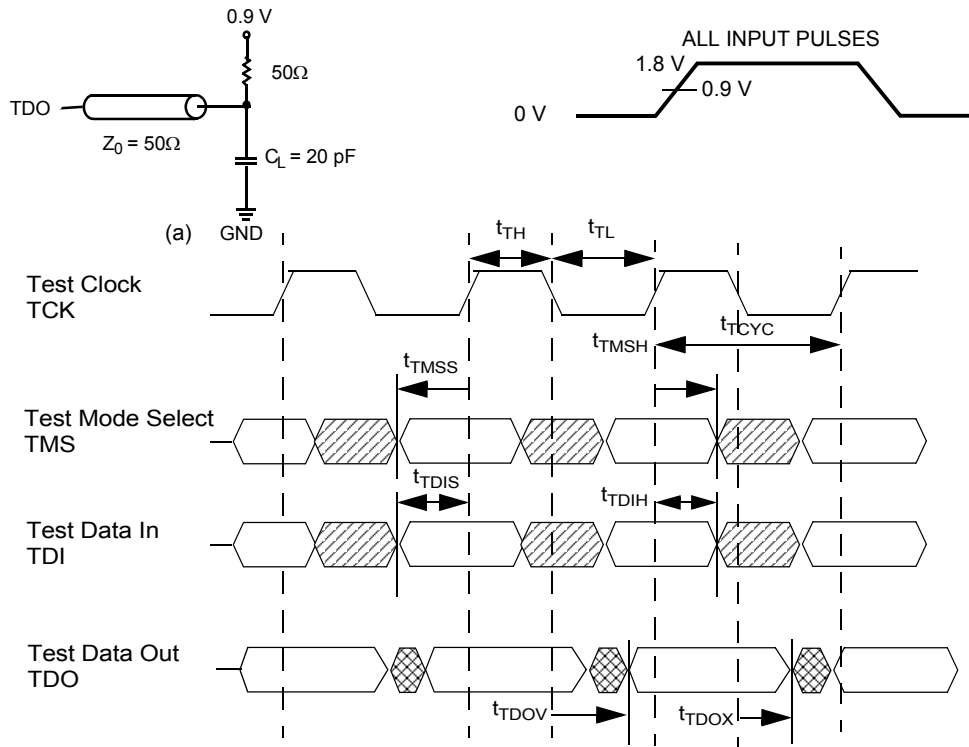 0.9 V
50Ω
TDO
Z0 = 50Ω
CL = 20 pF
(a) GND
ALL INPUT PULSES
1.8 V
0.9 V
0 V
tTH
tTL
Test Clock
TCK
tTCYC
tTMSH
tTMSS
Test Mode Select
TMS
tTDIS
tTDIH
Test Data In
TDI
Test Data Out
TDO
tTDOV
tTDOX